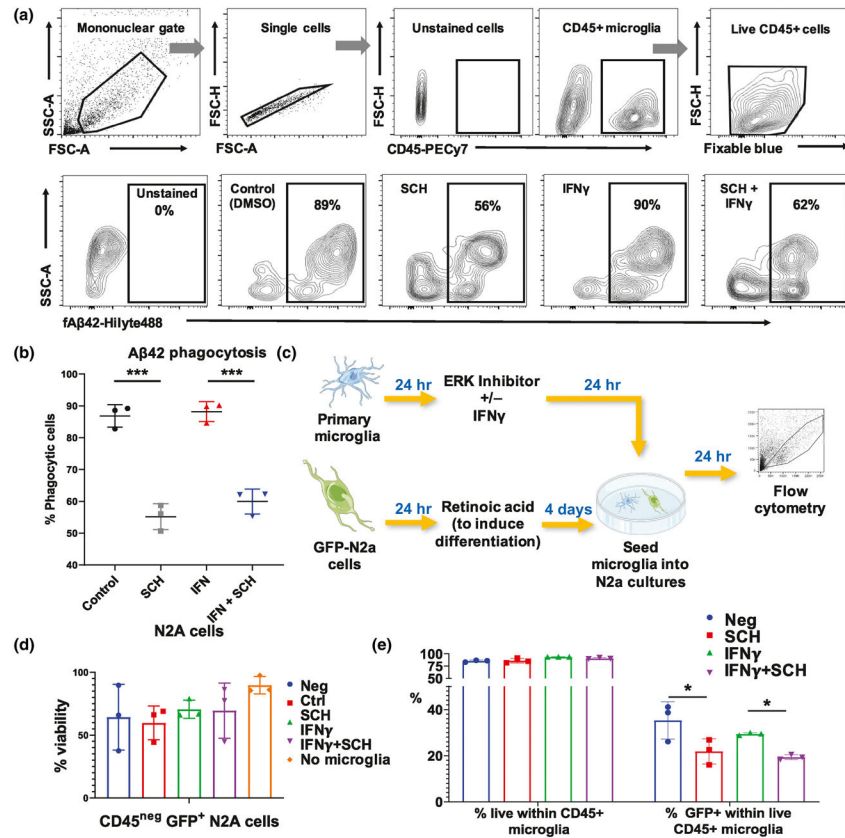 (a)
Mononuclear gate
Single cells
Unstained cells
CD45+ microglia
Live CD45+ cells
SSC-A
FSC-H
FSC-H
FSC-H
FSC-A
FSC-A
CD45-PECy7
Fixable blue
Unstained
0%
Control
(DMSO)
89%
SCH
56%
IFNγ
90%
SCH +
IFNγ
62%
SSC-A
fAβ42-Hilyte488
(b)
Aβ42 phagocytosis
***
***
% Phagocytic cells
100
90
80
70
60
50
40
Control
SCH
IFN
IFN + SCH
(c)
Primary
microglia
24 hr
ERK Inhibitor
+/−
IFNγ
24 hr
GFP-N2a
cells
24 hr
Retinoic acid
(to induce
differentiation)
4 days
Seed
microglia into
N2a cultures
24 hr
Flow
cytometry
(d)
N2A cells
% viability
100
50
0
Neg
Ctrl
SCH
IFNγ
IFNγ+SCH
No microglia
CD45neg GFP+ N2A cells
(e)
Neg
SCH
IFNγ
IFNγ+SCH
%
100
75
40
20
0
*
*
% live within CD45+
microglia
% GFP+ within live
CD45+ microglia